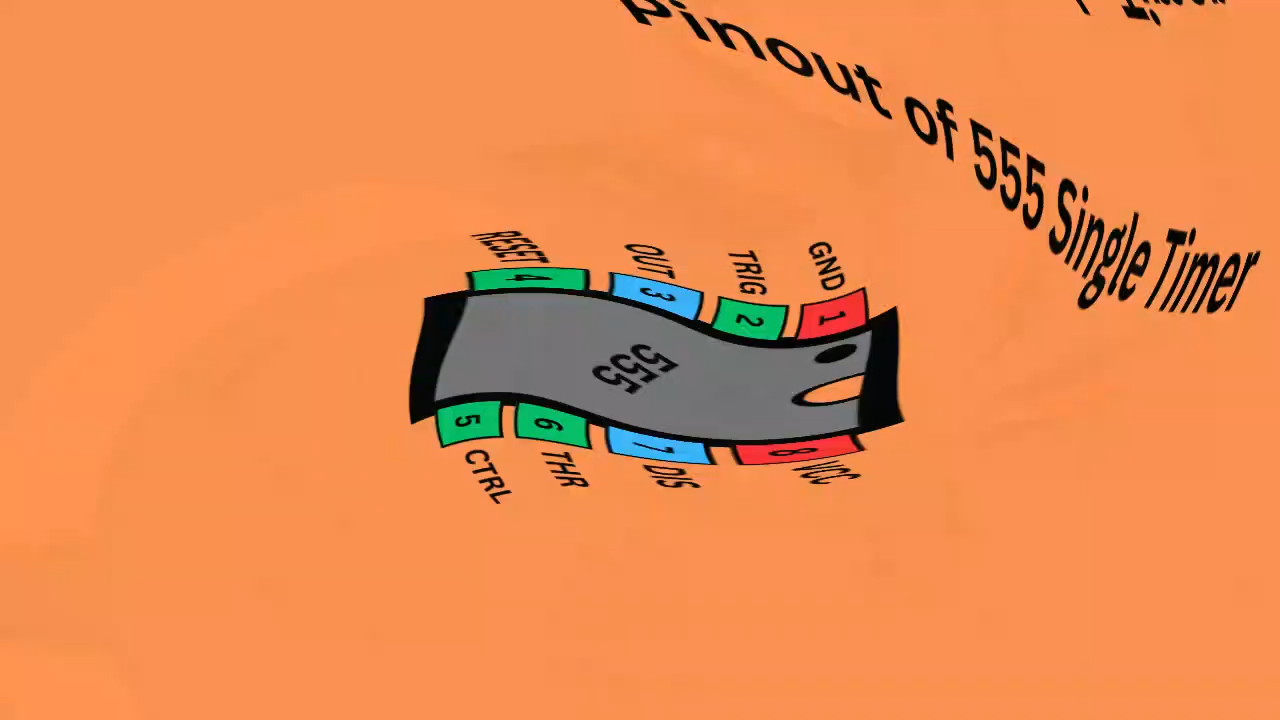 Pinout of 555 Single Timer
GND 1
TRIG 2
OUT 3
RESET 4
555
5 CTRL
6 THR
7 DIS
8 VCC